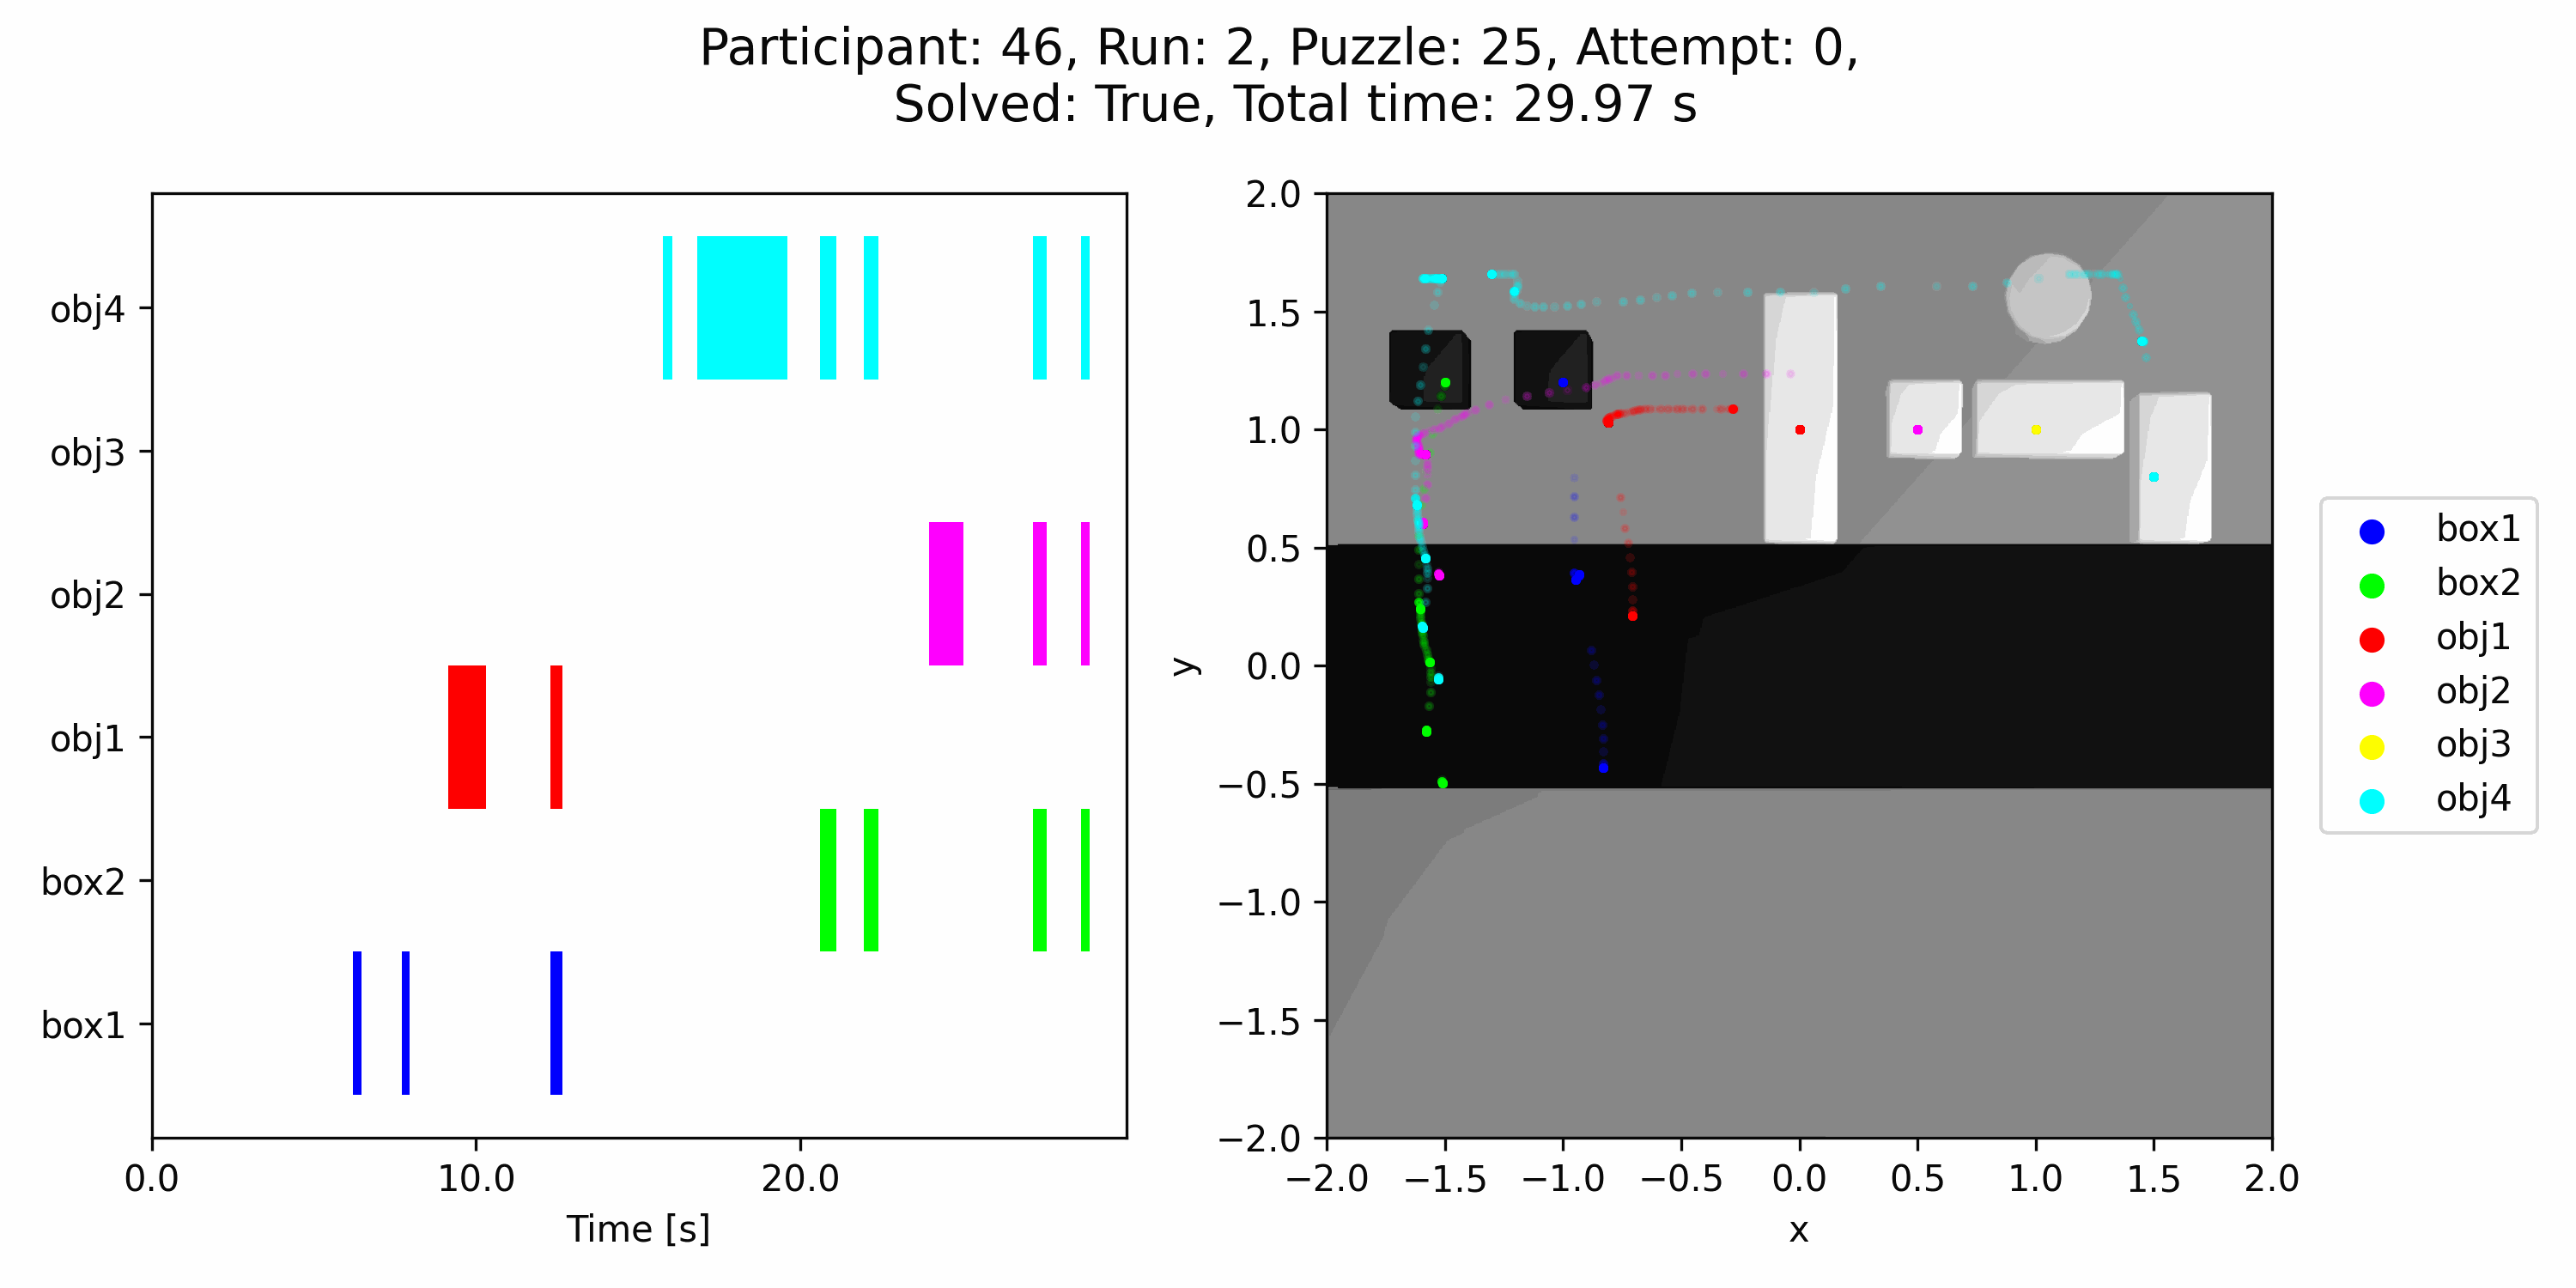 Participant: 46, Run: 2, Puzzle: 25, Attempt: 0,
Solved: True, Total time: 29.97 s
obj4
obj3
obj2
obj1
box2
box1
0.0 10.0 20.0
Time [s]
2.0
1.5
1.0
0.5
0.0
−0.5
−1.0
−1.5
−2.0
y
−2.0 −1.5 −1.0 −0.5 0.0 0.5 1.0 1.5 2.0
x
box1
box2
obj1
obj2
obj3
obj4